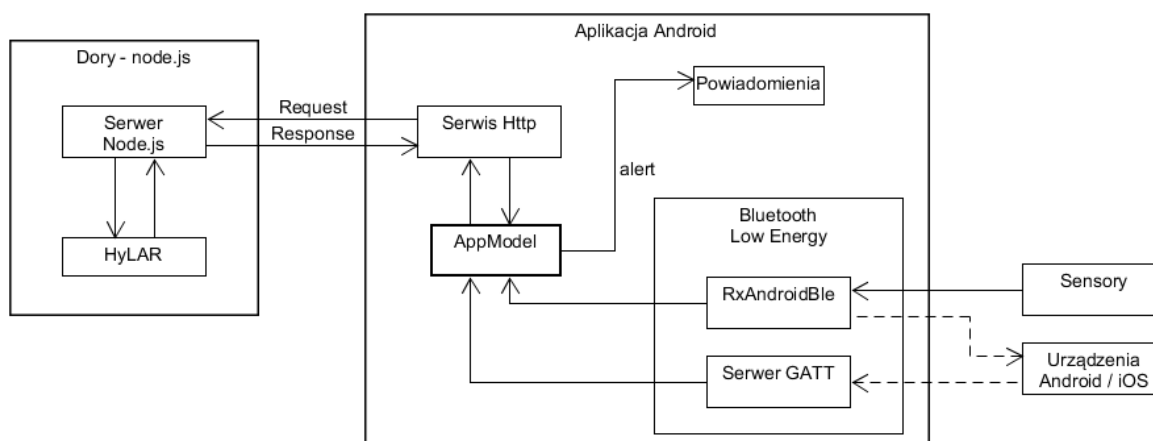 Aplikacja Android
Dory - node.js
Powiadomienia
Request
Serwer
Node.js
Serwis Http
Response
alert
Bluetooth
Low Energy
AppModel
HyLAR
RxAndroidBle
Sensory
Serwer GATT
Urządzenia
Android / iOS